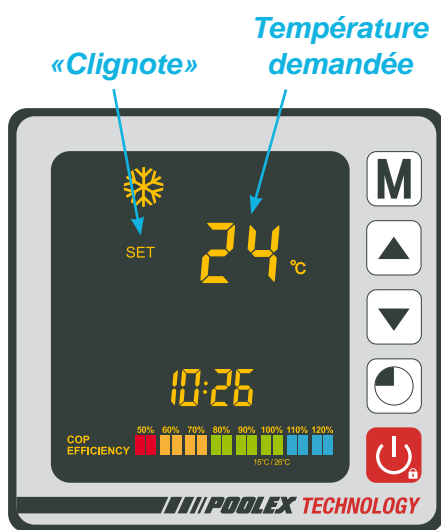 Température
«Clignote» demandée
M
SET 24 °C
10:26
50% 60% 70% 80% 90% 100% 110% 120%
COP
EFFICIENCY
15°C / 26°C
POOLEX TECHNOLOGY